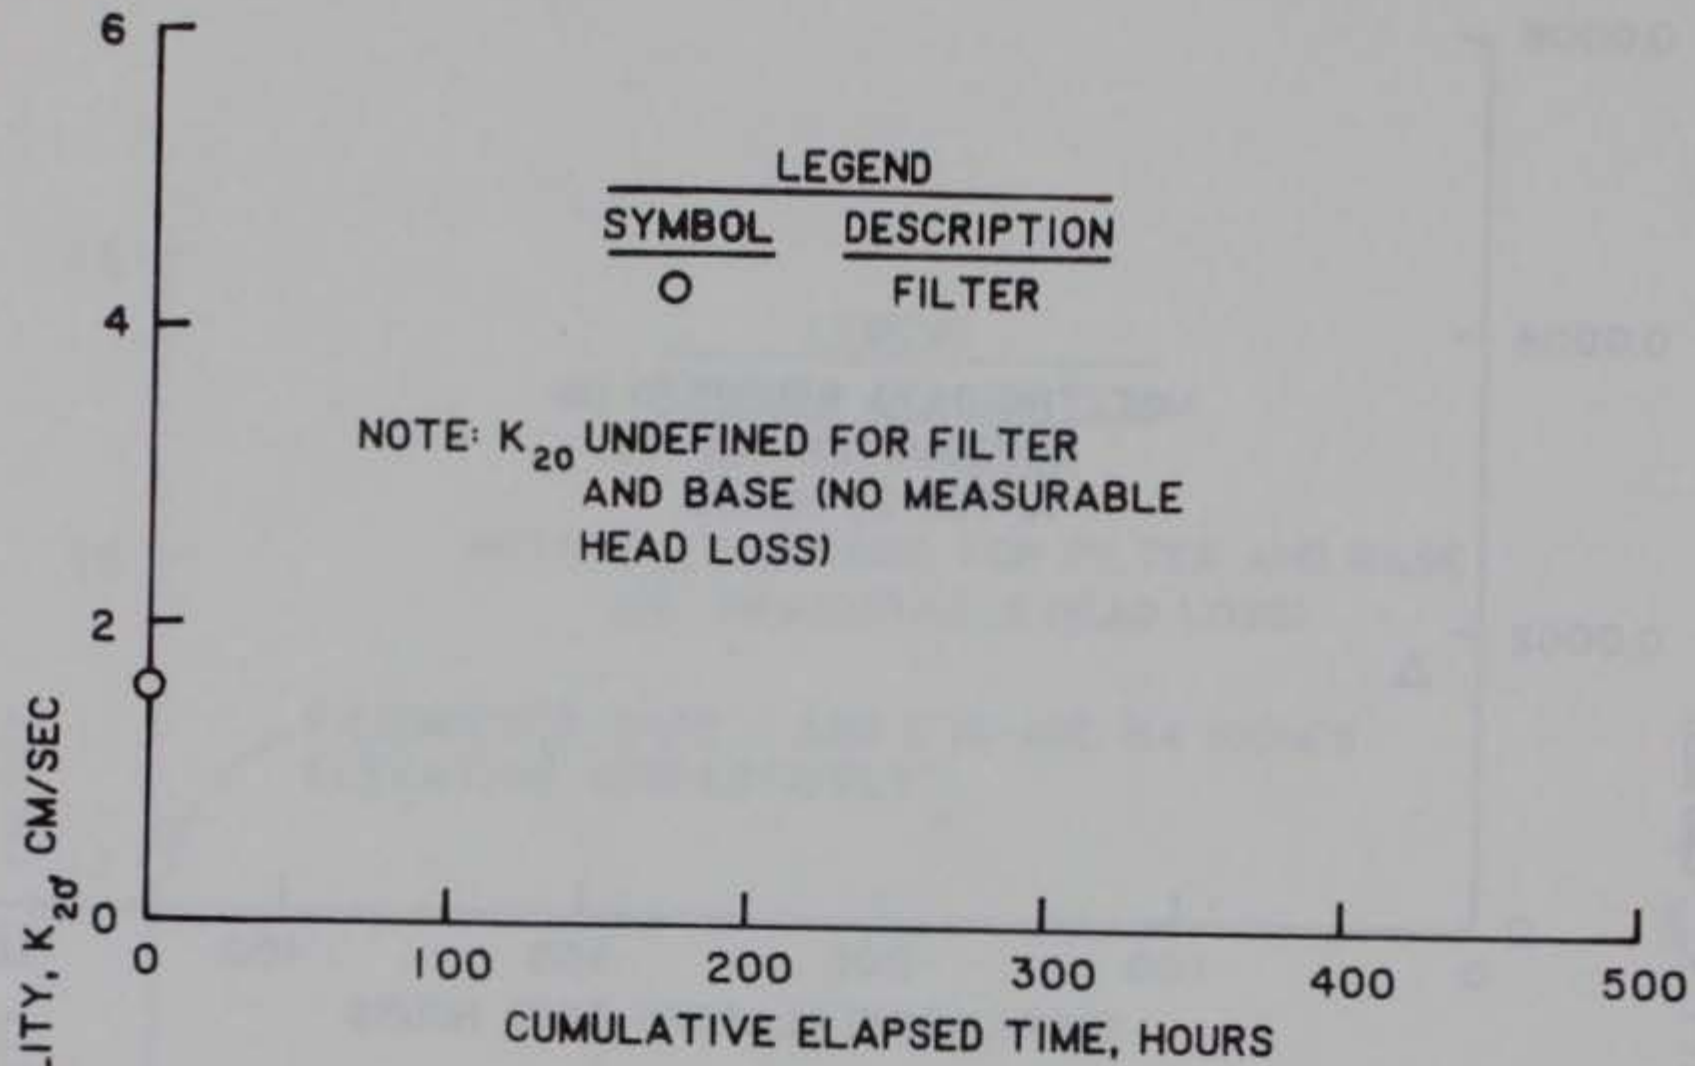 6
LEGEND
SYMBOL DESCRIPTION
O FILTER
4
NOTE: K20 UNDEFINED FOR FILTER
AND BASE (NO MEASURABLE
HEAD LOSS)
2
LITY, K20, CM/SEC
0
0 100 200 300 400 500
CUMULATIVE ELAPSED TIME, HOURS